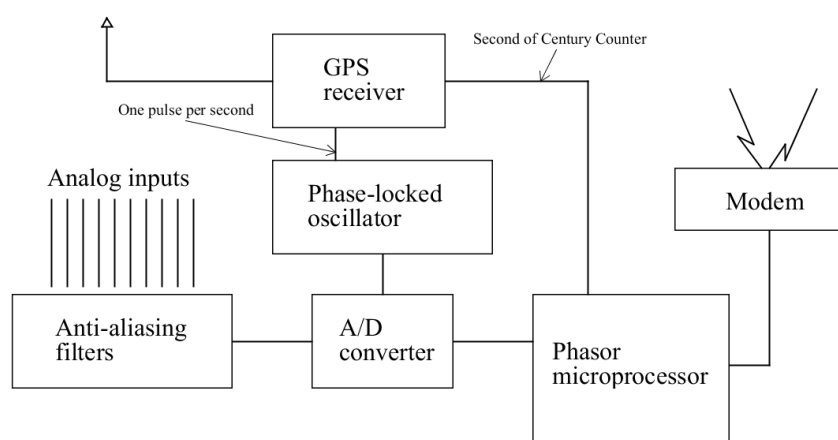 Second of Century Counter
GPS
receiver
One pulse per second
Analog inputs
Phase-locked
oscillator
Modem
Anti-aliasing
filters
A/D
converter
Phasor
microprocessor